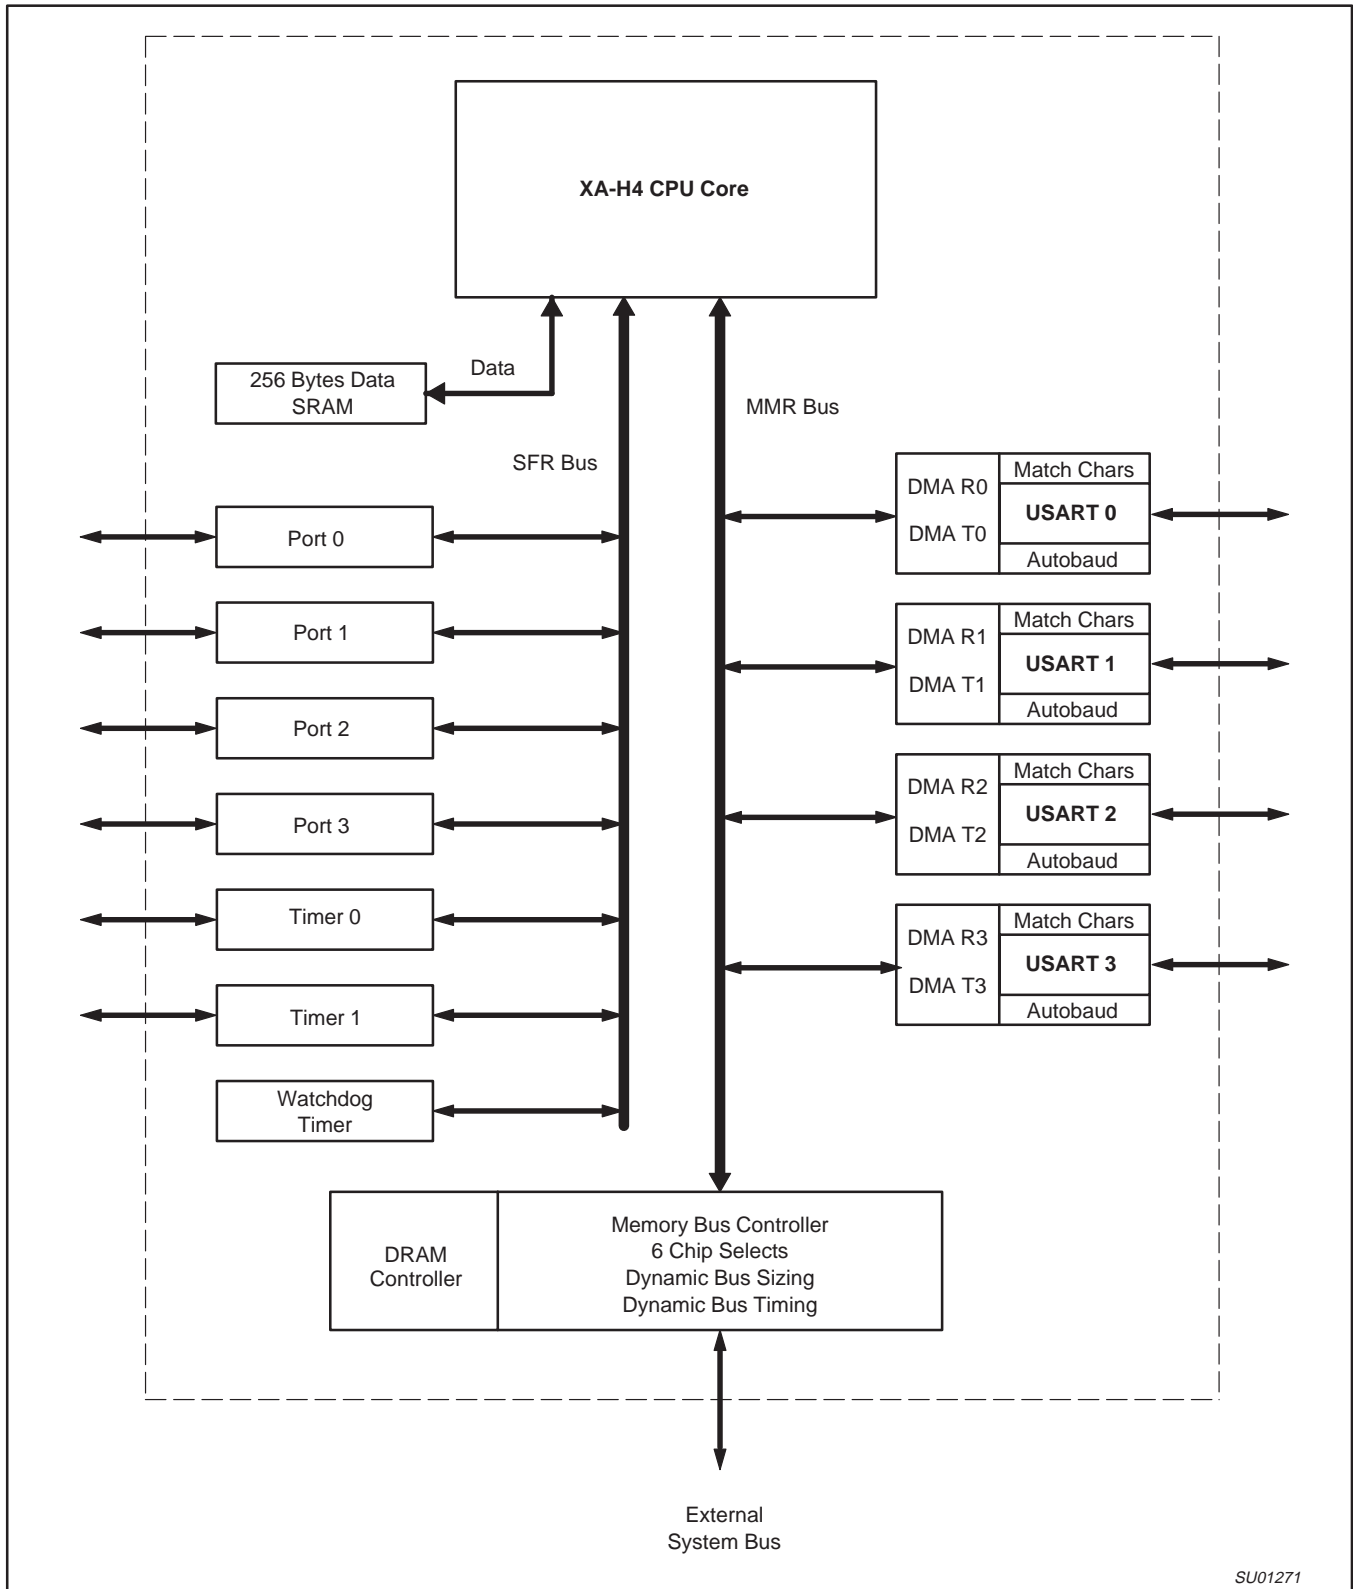 XA-H4 CPU Core
256 Bytes Data
SRAM
Data
MMR Bus
SFR Bus
Port 0
Port 1
Port 2
Port 3
Timer 0
Timer 1
Watchdog
Timer
DMA R0
DMA T0
Match Chars
USART 0
Autobaud
DMA R1
DMA T1
Match Chars
USART 1
Autobaud
DMA R2
DMA T2
Match Chars
USART 2
Autobaud
DMA R3
DMA T3
Match Chars
USART 3
Autobaud
DRAM
Controller
Memory Bus Controller
6 Chip Selects
Dynamic Bus Sizing
Dynamic Bus Timing
External
System Bus
SU01271